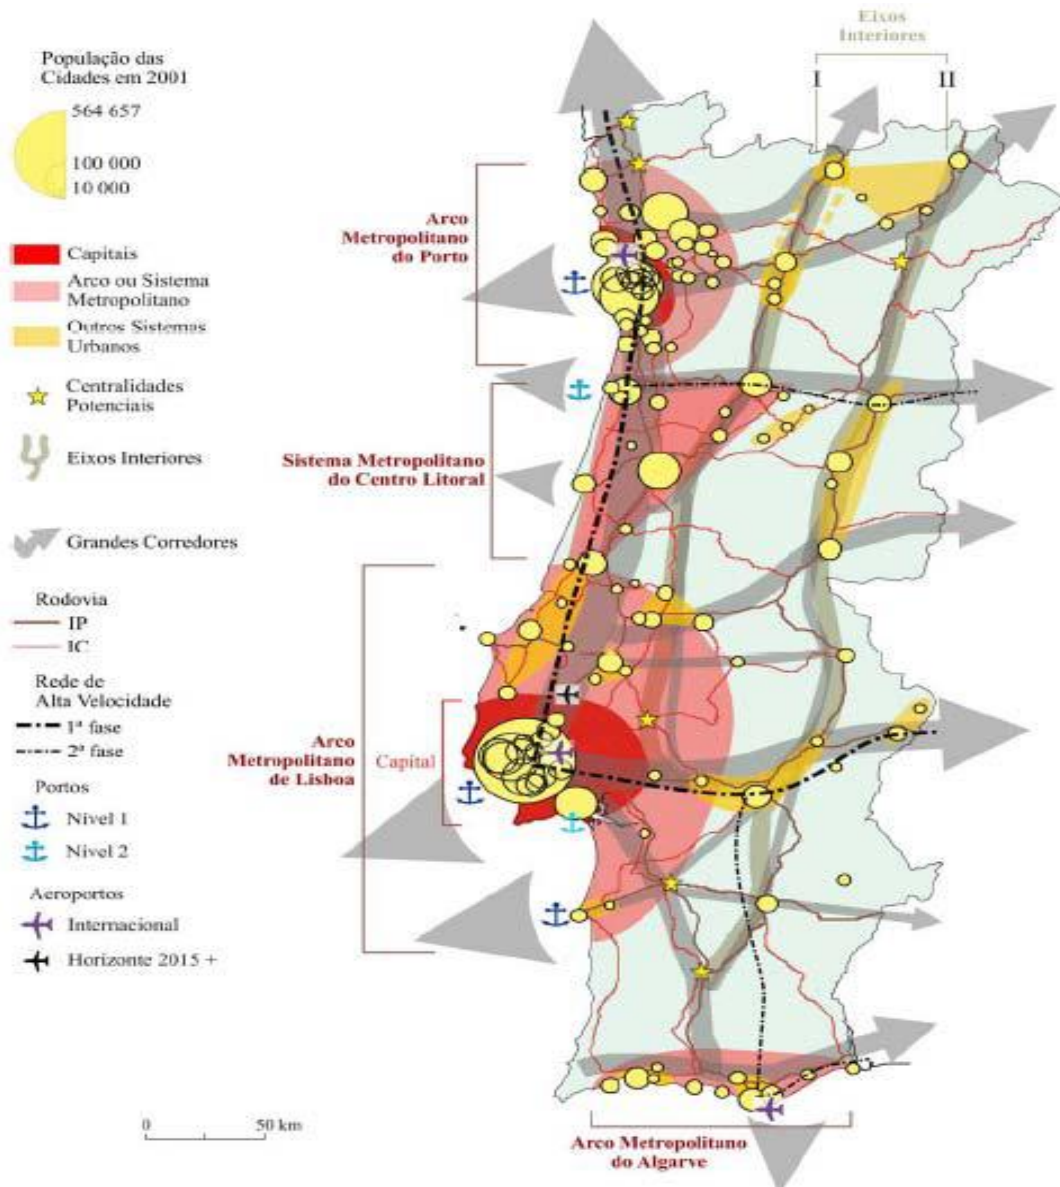 População das
Cidades em 2001
564 657
100 000
10 000
Capitais
Arco ou Sistema
Metropolitano
Outros Sistemas
Urbanos
Centralidades
Potenciais
Eixos Interiores
Grandes Corredores
Rodovia
IP
IC
Rede de
Alta Velocidade
1ª fase
2ª fase
Portos
Nivel 1
Nivel 2
Aeroportos
Internacional
Horizonte 2015 +
0
50 km
Eixos
Interiores
I
II
Arco
Metropolitano
do Porto
Sistema Metropolitano
do Centro Litoral
Arco
Metropolitano
de Lisboa
Capital
Arco Metropolitano
do Algarve